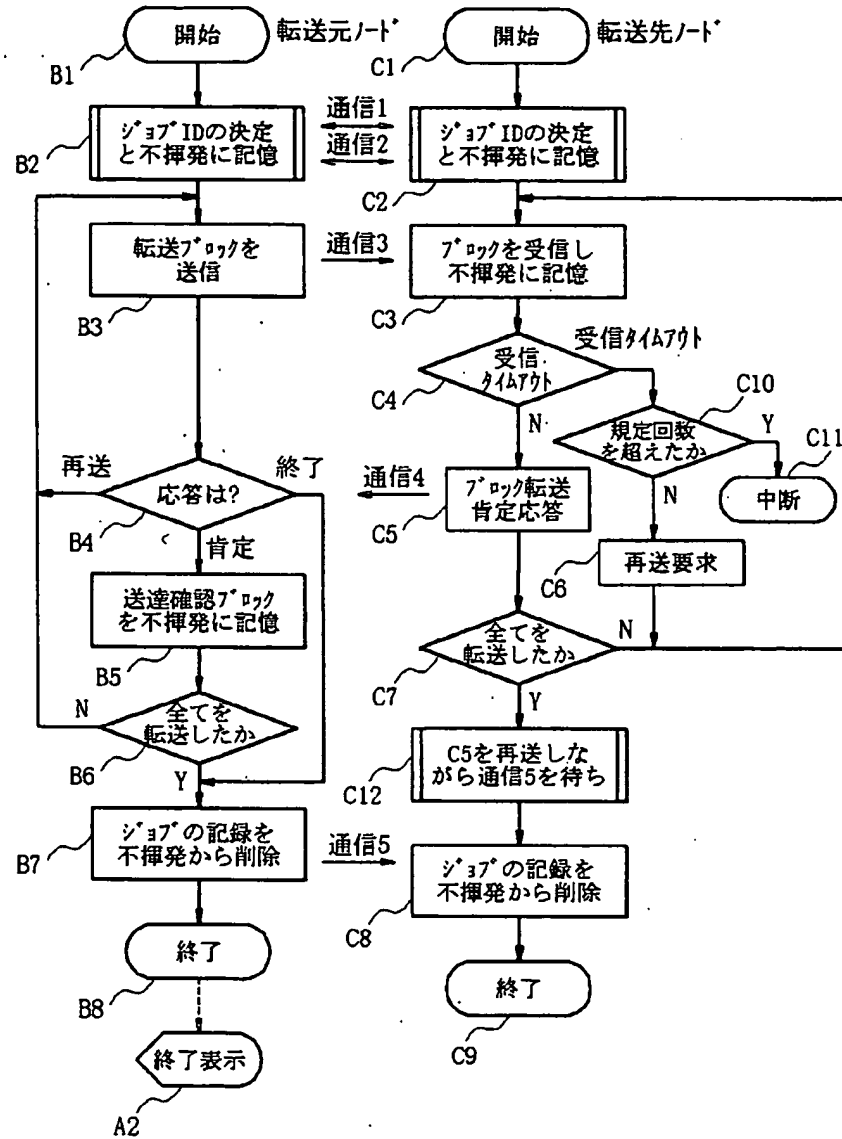 開始
転送元ノード
B1
開始
転送先ノード
C1
ジョブIDの決定
と不揮発に記憶
B2
通信1
通信2
ジョブIDの決定
と不揮発に記憶
C2
転送ブロックを
送信
B3
通信3
ブロックを受信し
不揮発に記憶
C3
受信
タイムアウト
C4
受信タイムアウト
N
規定回数
を超えたか
C10
Y
中断
C11
N
再送
応答は?
終了
B4
肯定
通信4
ブロック転送
肯定応答
C5
再送要求
C6
送達確認ブロック
を不揮発に記憶
B5
全てを
転送したか
C7
N
Y
N
全てを
転送したか
B6
Y
C5を再送しな
がら通信5を待ち
C12
ジョブの記録を
不揮発から削除
B7
通信5
ジョブの記録を
不揮発から削除
C8
終了
B8
終了
C9
終了表示
A2